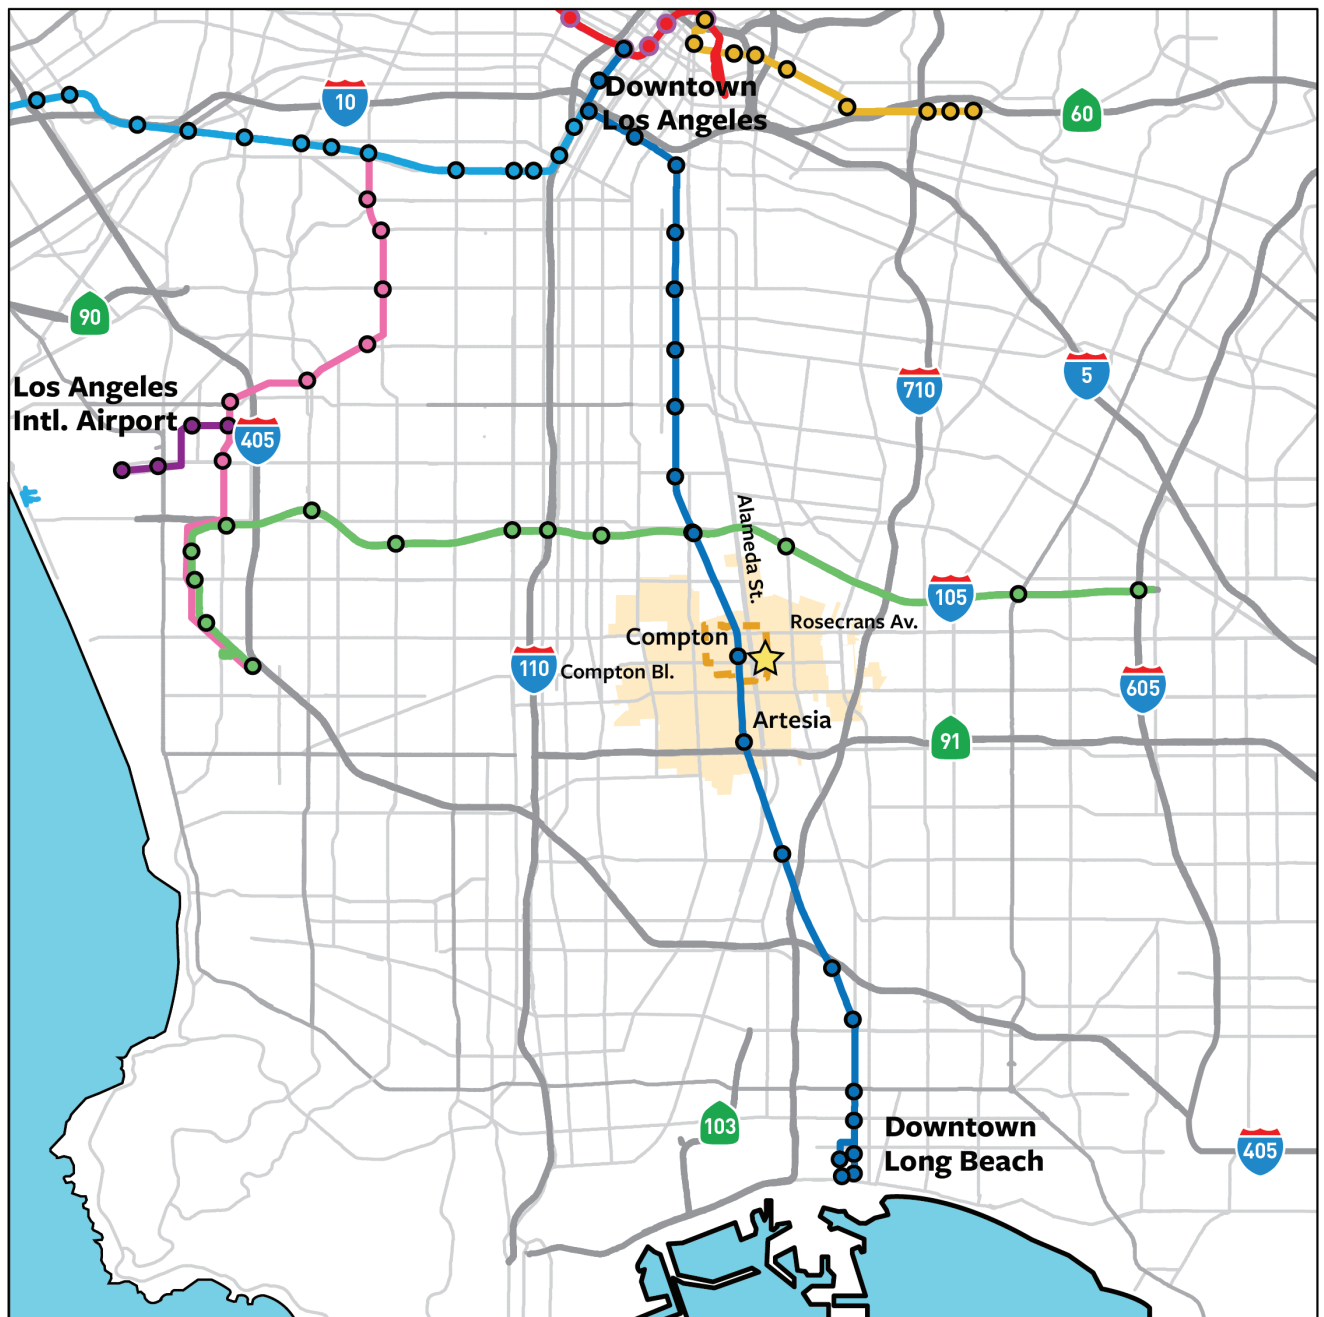 Downtown
Los Angeles
10
60
90
5
710
Los Angeles
Intl. Airport
405
Alameda St.
105
Rosecrans Av.
Compton
110
Compton Bl.
605
Artesia
91
103
Downtown
Long Beach
405